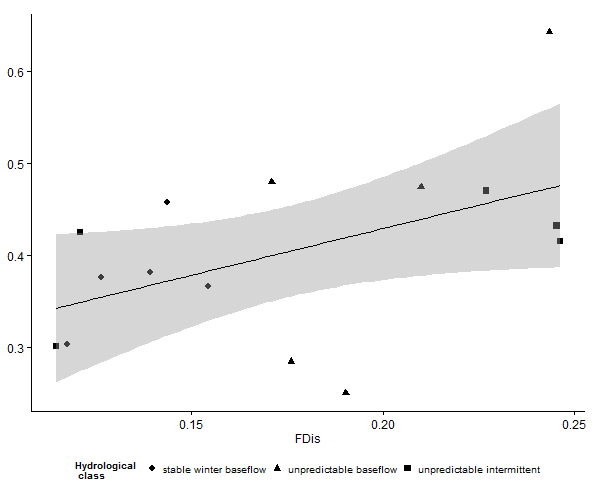 0.6
0.5
0.4
0.3
0.15 0.20 0.25
FDis
Hydrological
class
stable winter baseflow unpredictable baseflow unpredictable intermittent